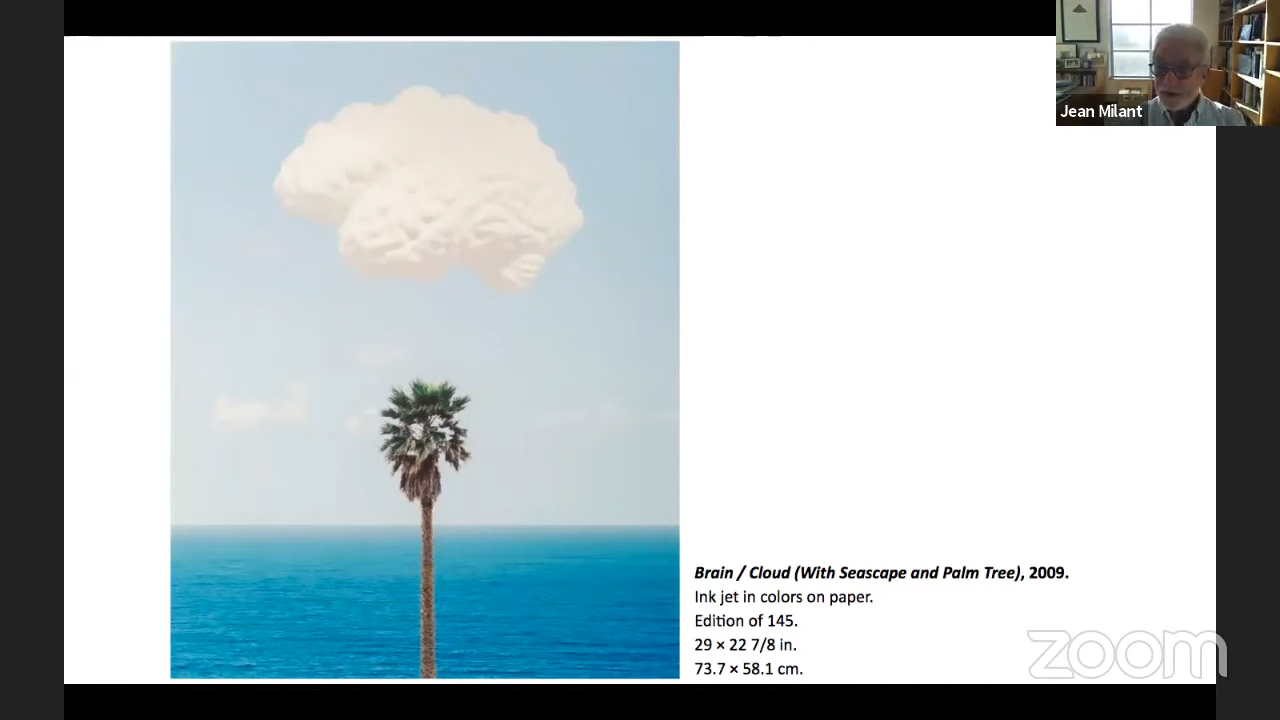 Jean Milant
Brain / Cloud (With Seascape and Palm Tree), 2009.
Ink jet in colors on paper.
Edition of 145.
29 × 22 7/8 in.
73.7 × 58.1 cm.
zoom